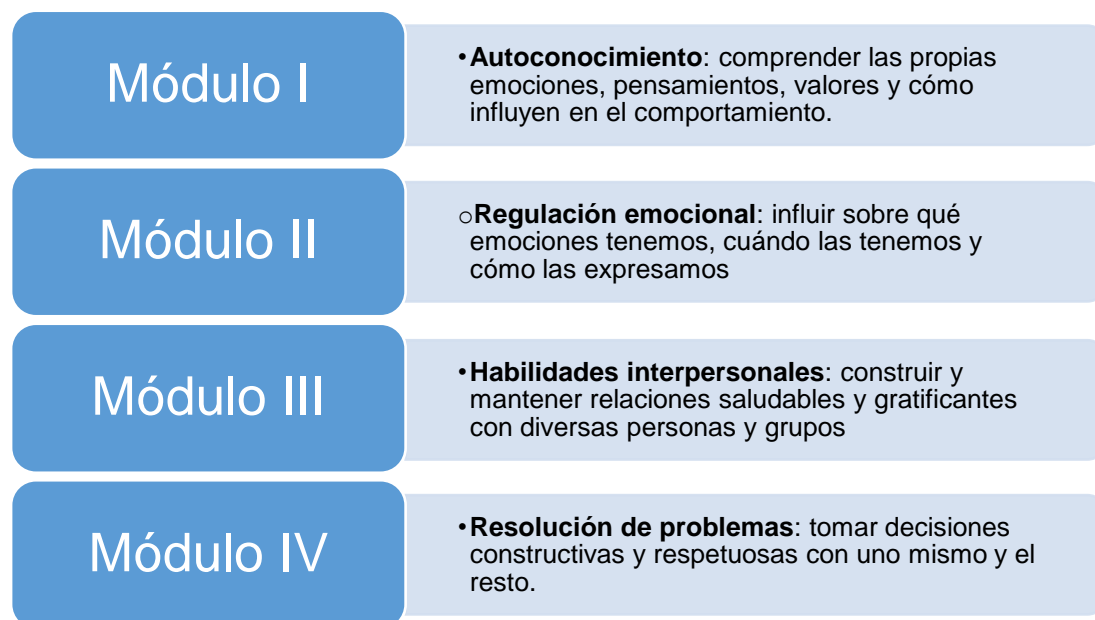 Módulo I
•Autoconocimiento: comprender las propias
emociones, pensamientos, valores y cómo
influyen en el comportamiento.
Módulo II
oRegulación emocional: influir sobre qué
emociones tenemos, cuándo las tenemos y
cómo las expresamos
Módulo III
•Habilidades interpersonales: construir y
mantener relaciones saludables y gratificantes
con diversas personas y grupos
Módulo IV
•Resolución de problemas: tomar decisiones
constructivas y respetuosas con uno mismo y el
resto.